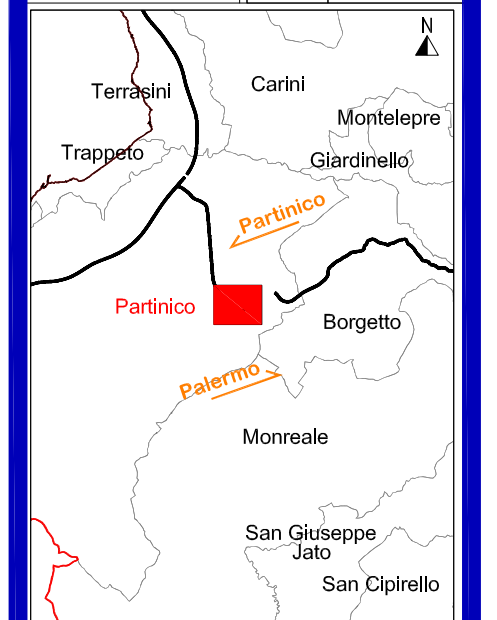 N
Terrasini
Carini
Montelepre
Trappeto
Giardinello
Partinico
Partinico
Borgetto
Palermo
Monreale
San Giuseppe
Jato
San Cipirello